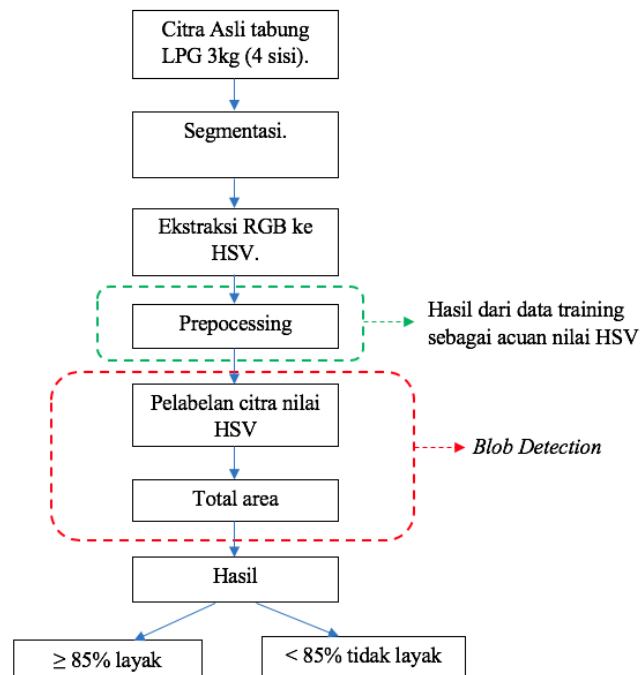 Citra Asli tabung
LPG 3kg (4 sisi).
Segmentasi.
Ekstraksi RGB ke
HSV.
Prepocessing
Hasil dari data training
sebagai acuan nilai HSV
Pelabelan citra nilai
HSV
Blob Detection
Total area
Hasil
≥ 85% layak
< 85% tidak layak